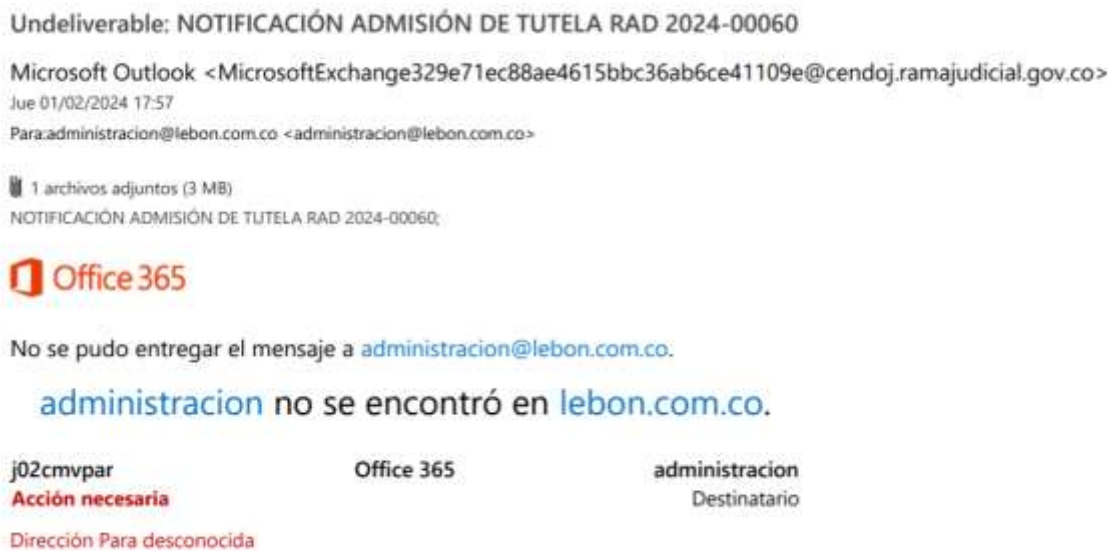 Undeliverable: NOTIFICACIÓN ADMISIÓN DE TUTELA RAD 2024-00060
Microsoft Outlook <MicrosoftExchange329e71ec88ae4615bbc36ab6ce41109e@cendoj.ramajudicial.gov.co>
Jue 01/02/2024 17:57
Para:administracion@lebon.com.co <administracion@lebon.com.co>
1 archivos adjuntos (3 MB)
NOTIFICACIÓN ADMISIÓN DE TUTELA RAD 2024-00060;
Office 365
No se pudo entregar el mensaje a administracion@lebon.com.co.
administracion no se encontró en lebon.com.co.
j02cmvpar Office 365 administracion
Acción necesaria Destinatario
Dirección Para desconocida